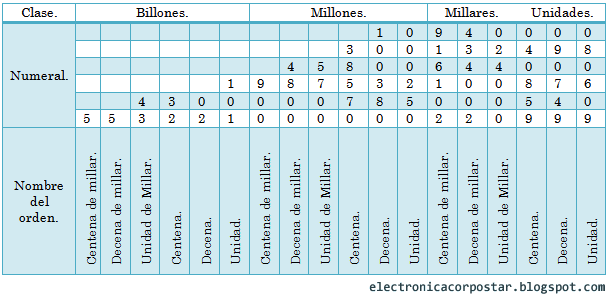 Clase. Billones. Millones. Millares. Unidades.
1 0 9 4 0 0 0 0
3 0 0 1 3 2 4 9 8
4 5 8 0 0 6 4 4 0 0 0
Numeral. 1 9 8 7 5 3 2 1 0 0 8 7 6
4 3 0 0 0 0 0 7 8 5 0 0 0 5 4 0
5 5 3 2 2 1 0 0 0 0 0 0 2 2 0 9 9 9
Nombre
del
orden.
Centena de millar.
Decena de millar.
Unidad de Millar.
Centena.
Decena.
Unidad.
Centena de millar.
Decena de millar.
Unidad de Millar.
Centena.
Decena.
Unidad.
Centena de millar.
Decena de millar.
Unidad de Millar.
Centena.
Decena.
Unidad.
electronicacorpostar.blogspot.com